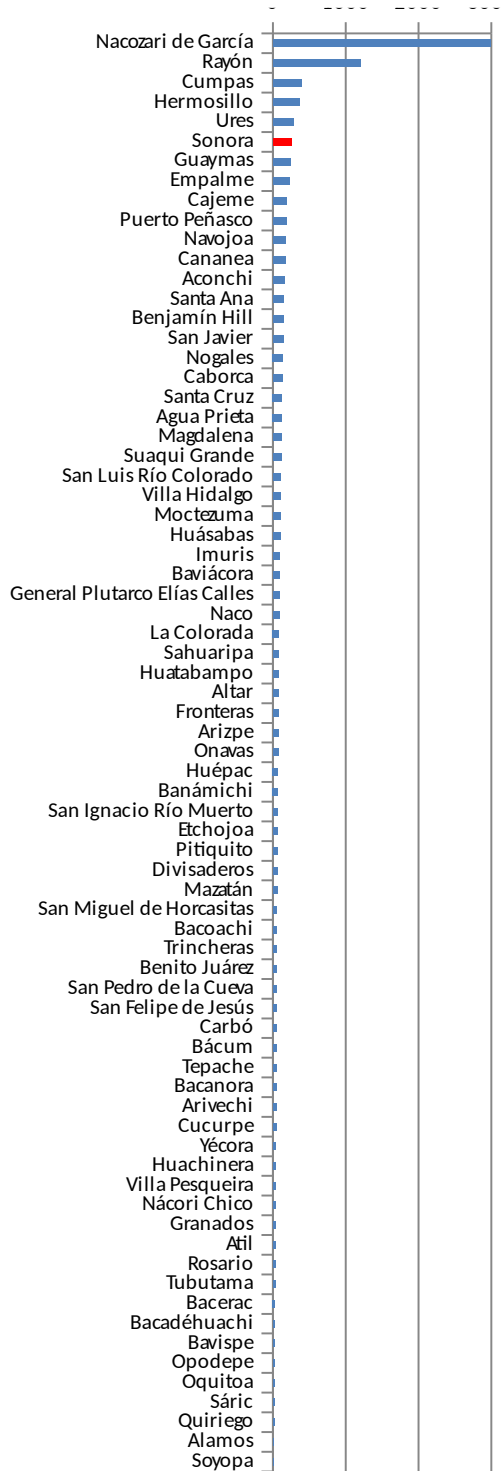 Nacozari de García
Rayón
Cumpas
Hermosillo
Ures
Sonora
Guaymas
Empalme
Cajeme
Puerto Peñasco
Navojoa
Cananea
Aconchi
Santa Ana
Benjamín Hill
San Javier
Nogales
Caborca
Santa Cruz
Agua Prieta
Magdalena
Suaqui Grande
San Luis Río Colorado
Villa Hidalgo
Moctezuma
Huásabas
Imuris
Baviácora
General Plutarco Elías Calles
Naco
La Colorada
Sahuaripa
Huatabampo
Altar
Fronteras
Arizpe
Onavas
Huépac
Banámichi
San Ignacio Río Muerto
Etchojoa
Pitiquito
Divisaderos
Mazatán
San Miguel de Horcasitas
Bacoachi
Trincheras
Benito Juárez
San Pedro de la Cueva
San Felipe de Jesús
Carbó
Bácum
Tepache
Bacanora
Arivechi
Cucurpe
Yécora
Huachinera
Villa Pesqueira
Nácori Chico
Granados
Atil
Rosario
Tubutama
Bacerac
Bacadéhuachi
Bavispe
Opodepe
Oquitoa
Sáric
Quiriego
Alamos
Soyopa